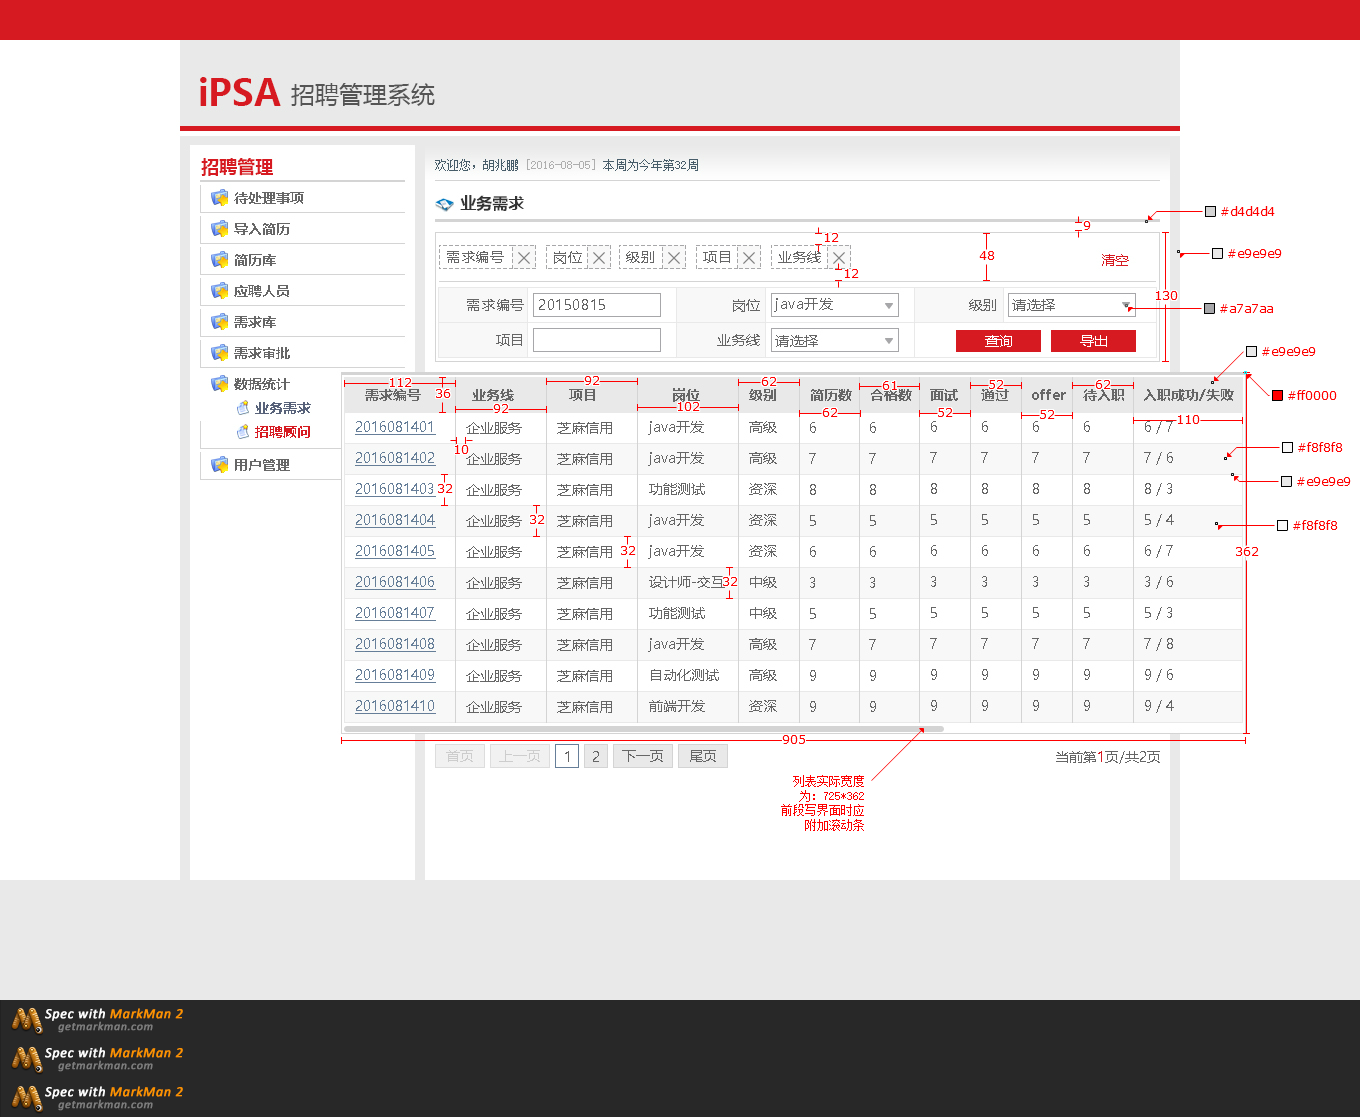 iPSA 招聘管理系统
招聘管理
待处理事项
导入简历
简历库
应聘人员
需求库
需求审批
数据统计
业务需求
招聘顾问
用户管理
欢迎您，胡兆鹏 [2016-08-05] 本周为今年第32周
业务需求
#d4d4d4
9
12
需求编号 岗位 级别 项目 业务线
48
清空
#e9e9e9
12
130
需求编号 20150815 岗位 java开发 级别 请选择
#a7a7aa
项目 业务线 请选择 查询 导出
#e9e9e9
112 92 62 61 52 62
36
需求编号 业务线 项目 岗位 级别 简历数 合格数 面试 通过 offer 待入职 入职成功/失败
#ff0000
92 102 62 52 52 110
2016081401 企业服务 芝麻信用 java开发 高级 6 6 6 6 6 6 6 / 7
10
#f8f8f8
2016081402 企业服务 芝麻信用 java开发 高级 7 7 7 7 7 7 7 / 6
#e9e9e9
2016081403 32 企业服务 芝麻信用 功能测试 资深 8 8 8 8 8 8 8 / 3
2016081404 企业服务 32 芝麻信用 java开发 资深 5 5 5 5 5 5 5 / 4
#f8f8f8
2016081405 企业服务 芝麻信用 32 java开发 资深 6 6 6 6 6 6 6 / 7
362
2016081406 企业服务 芝麻信用 设计师-交互 32 中级 3 3 3 3 3 3 3 / 6
2016081407 企业服务 芝麻信用 功能测试 中级 5 5 5 5 5 5 5 / 3
2016081408 企业服务 芝麻信用 java开发 高级 7 7 7 7 7 7 7 / 8
2016081409 企业服务 芝麻信用 自动化测试 高级 9 9 9 9 9 9 9 / 6
2016081410 企业服务 芝麻信用 前端开发 资深 9 9 9 9 9 9 9 / 4
905
首页 上一页 1 2 下一页 尾页 当前第1页/共2页
列表实际宽度
为：725*362
前段写界面时应
附加滚动条
Spec with MarkMan 2
getmarkman.com
Spec with MarkMan 2
getmarkman.com
Spec with MarkMan 2
getmarkman.com